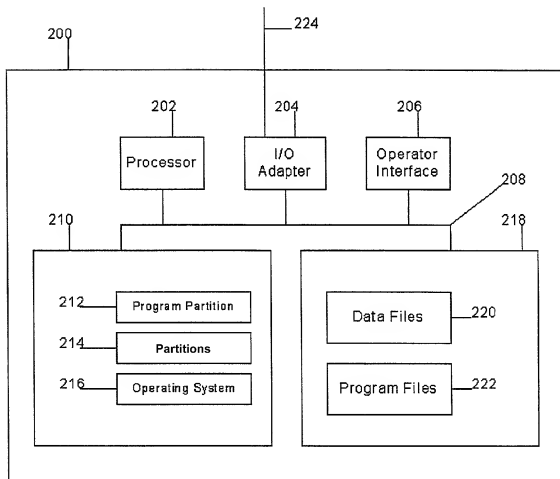 224
200
202
204
206
Processor
I/O
Adapter
Operator
Interface
208
210
218
212
Program Partition
214
Partitions
216
Operating System
Data Files
220
Program Files
222